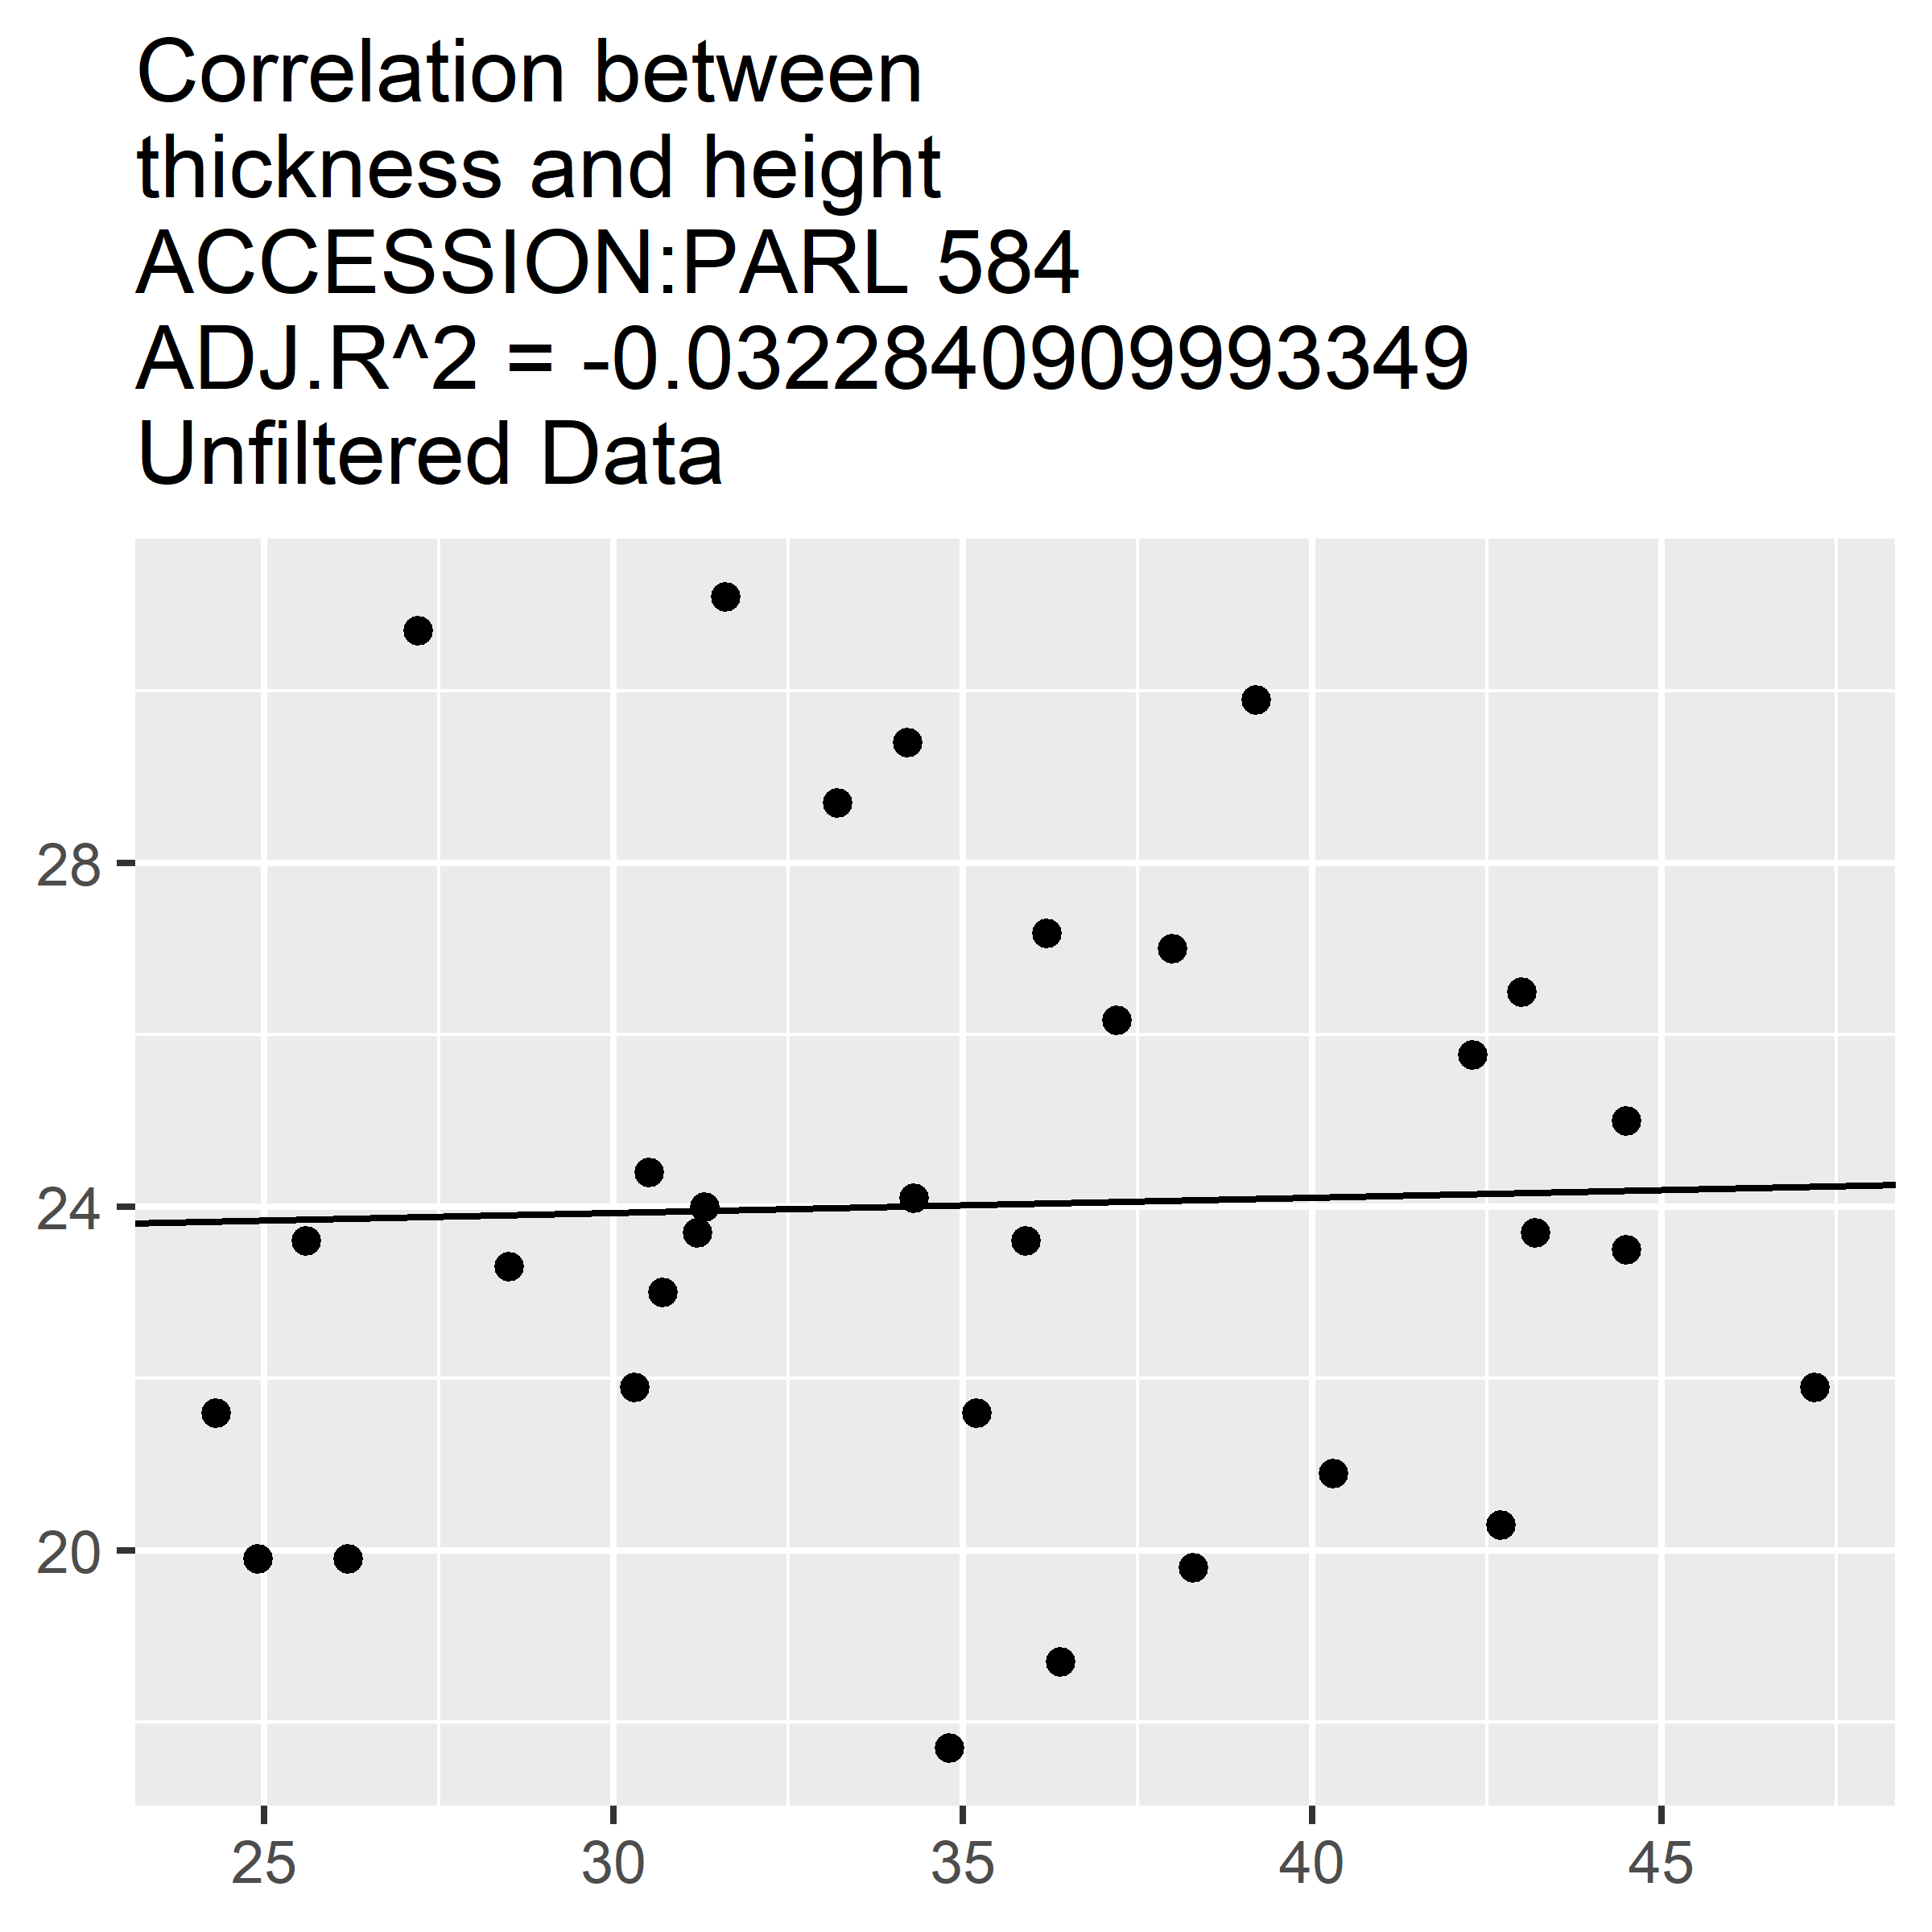 Correlation between
thickness and height
ACCESSION:PARL 584
ADJ.R^2 = -0.0322840909993349
Unfiltered Data
28
24
20
25 30 35 40 45